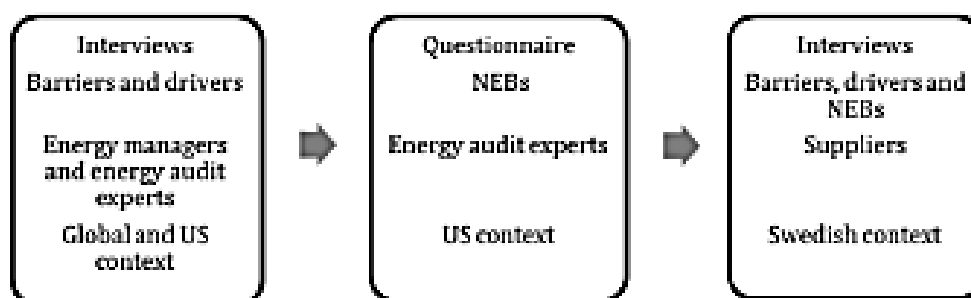 Interviews
Barriers and drivers
Energy managers
and energy audit
experts
Global and US
context
Questionnaire
NEBs
Energy audit experts
US context
Interviews
Barriers, drivers and
NEBs
Suppliers
Swedish context